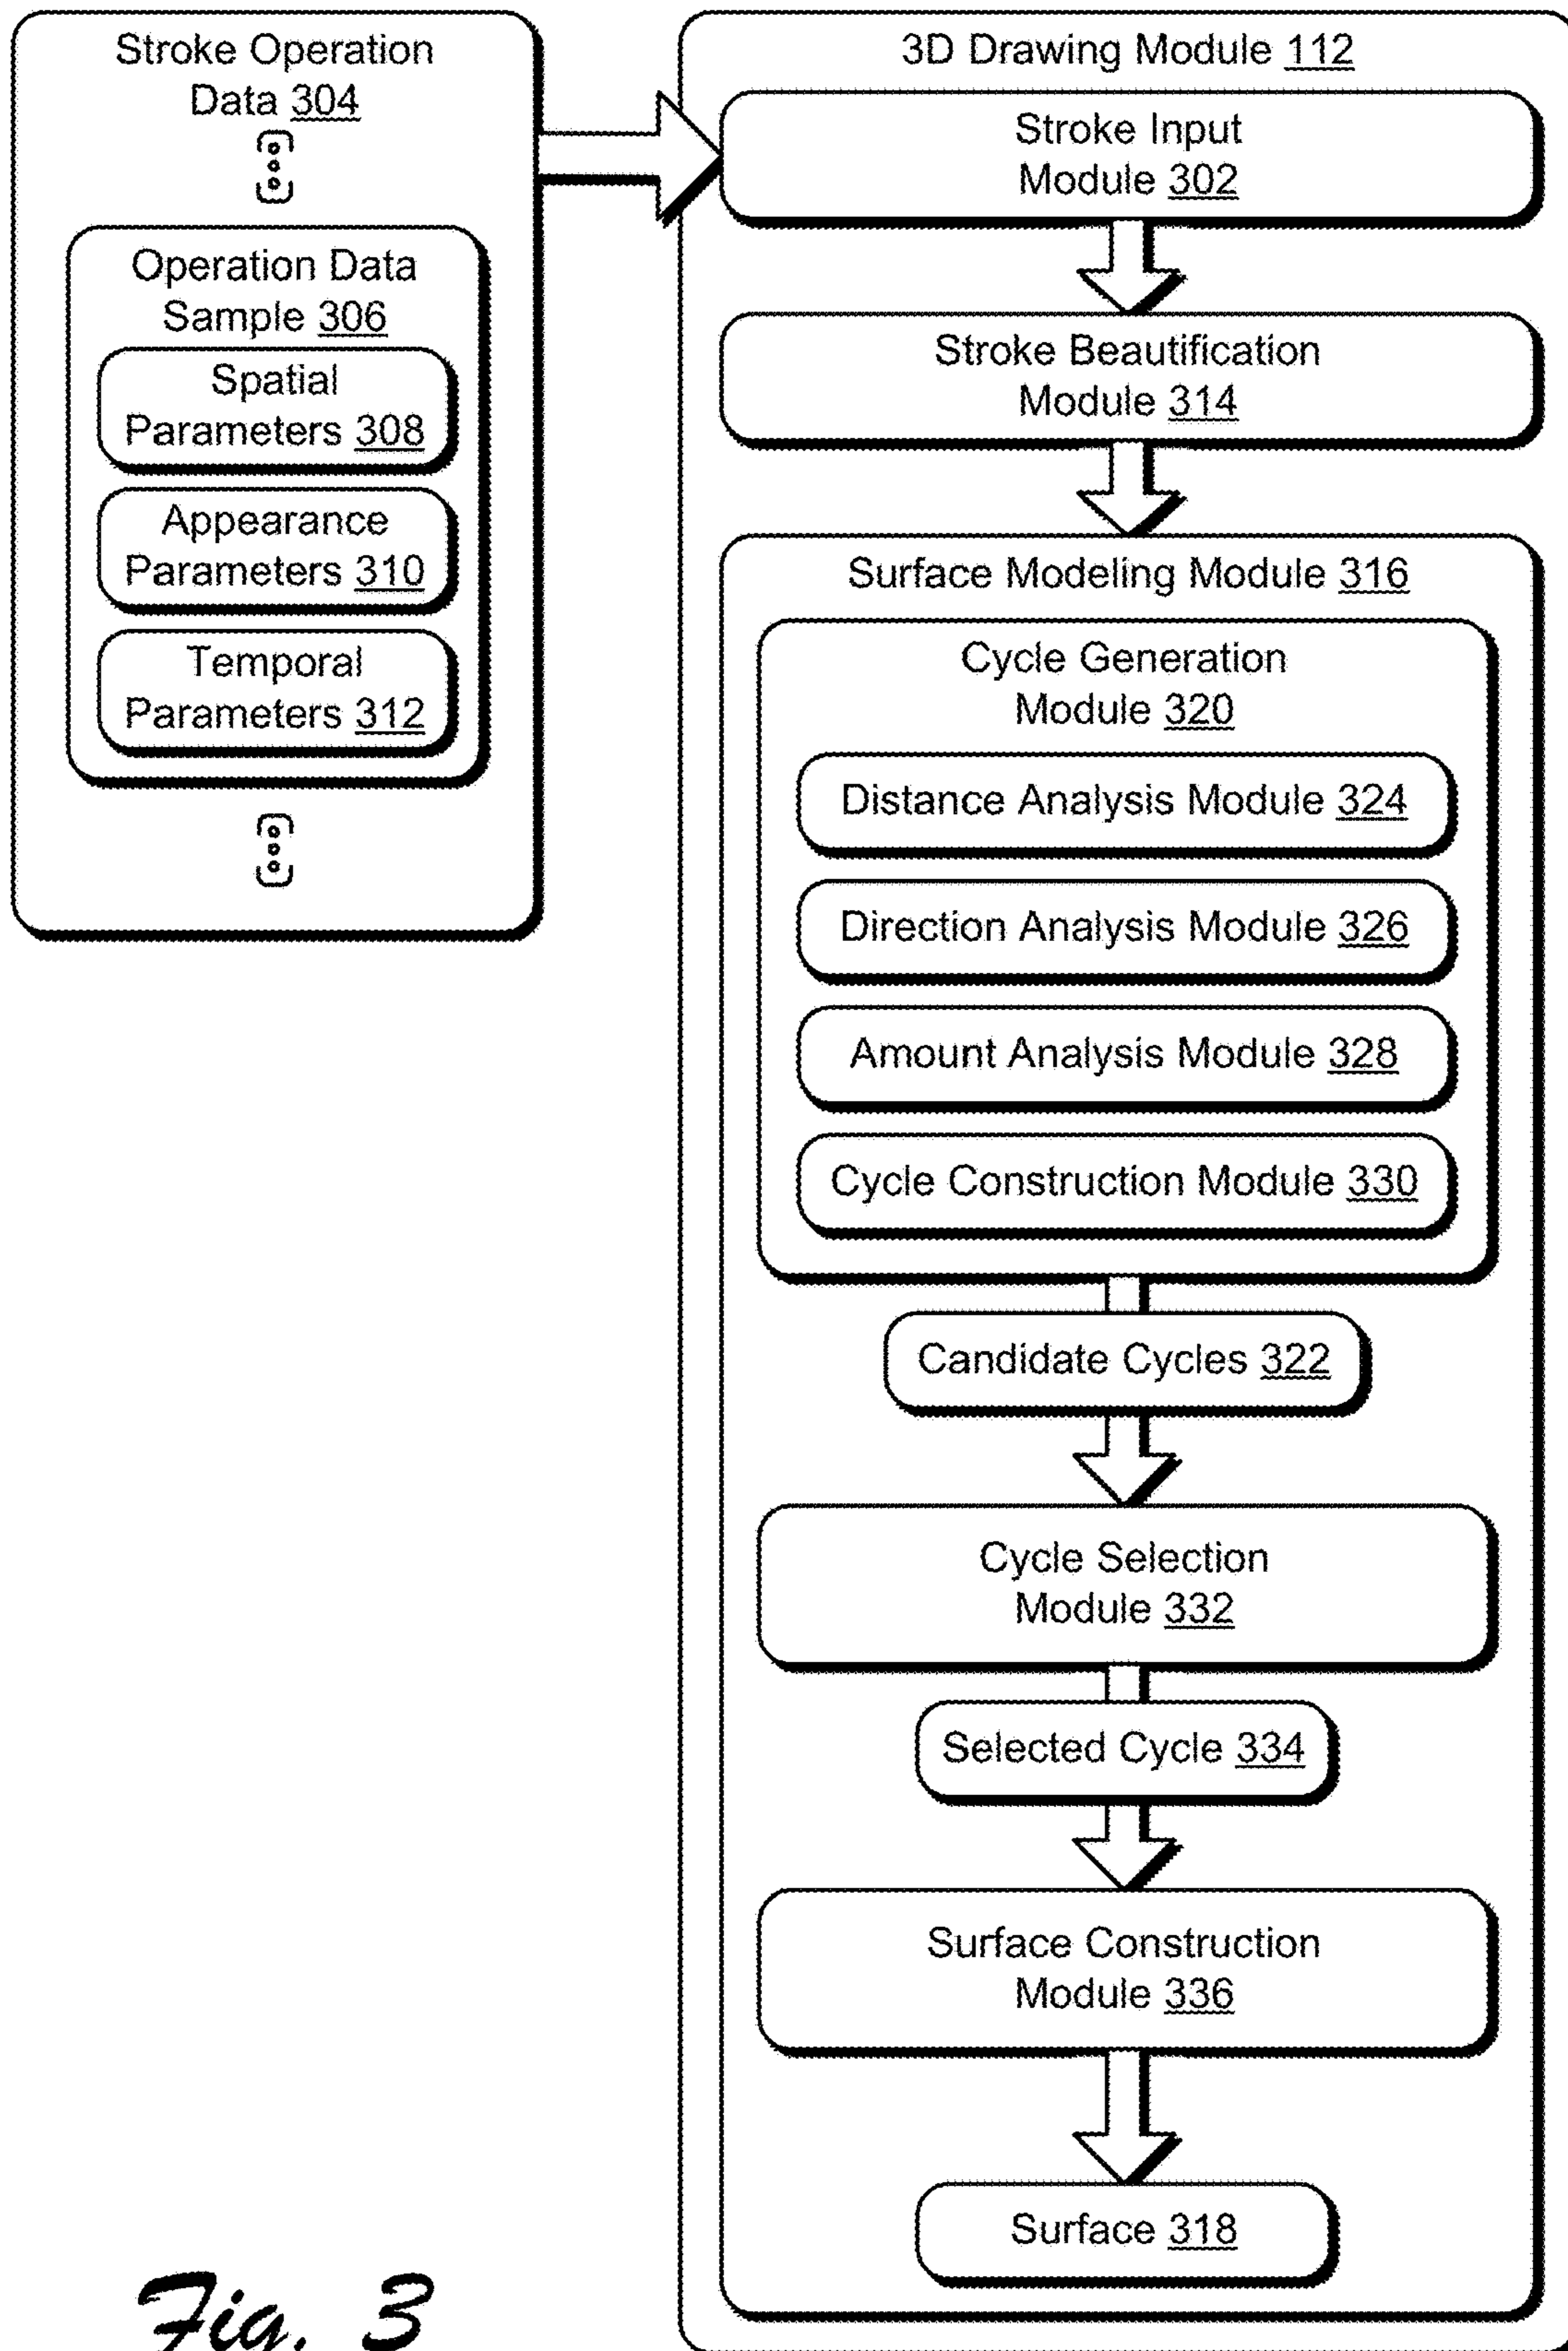 Stroke Operation
Data 304
Operation Data
Sample 306
Spatial
Parameters 308
Appearance
Parameters 310
Temporal
Parameters 312
3D Drawing Module 112
Stroke Input
Module 302
Stroke Beautification
Module 314
Surface Modeling Module 316
Cycle Generation
Module 320
Distance Analysis Module 324
Direction Analysis Module 326
Amount Analysis Module 328
Cycle Construction Module 330
Candidate Cycles 322
Cycle Selection
Module 332
Selected Cycle 334
Surface Construction
Module 336
Surface 318
Fig. 3